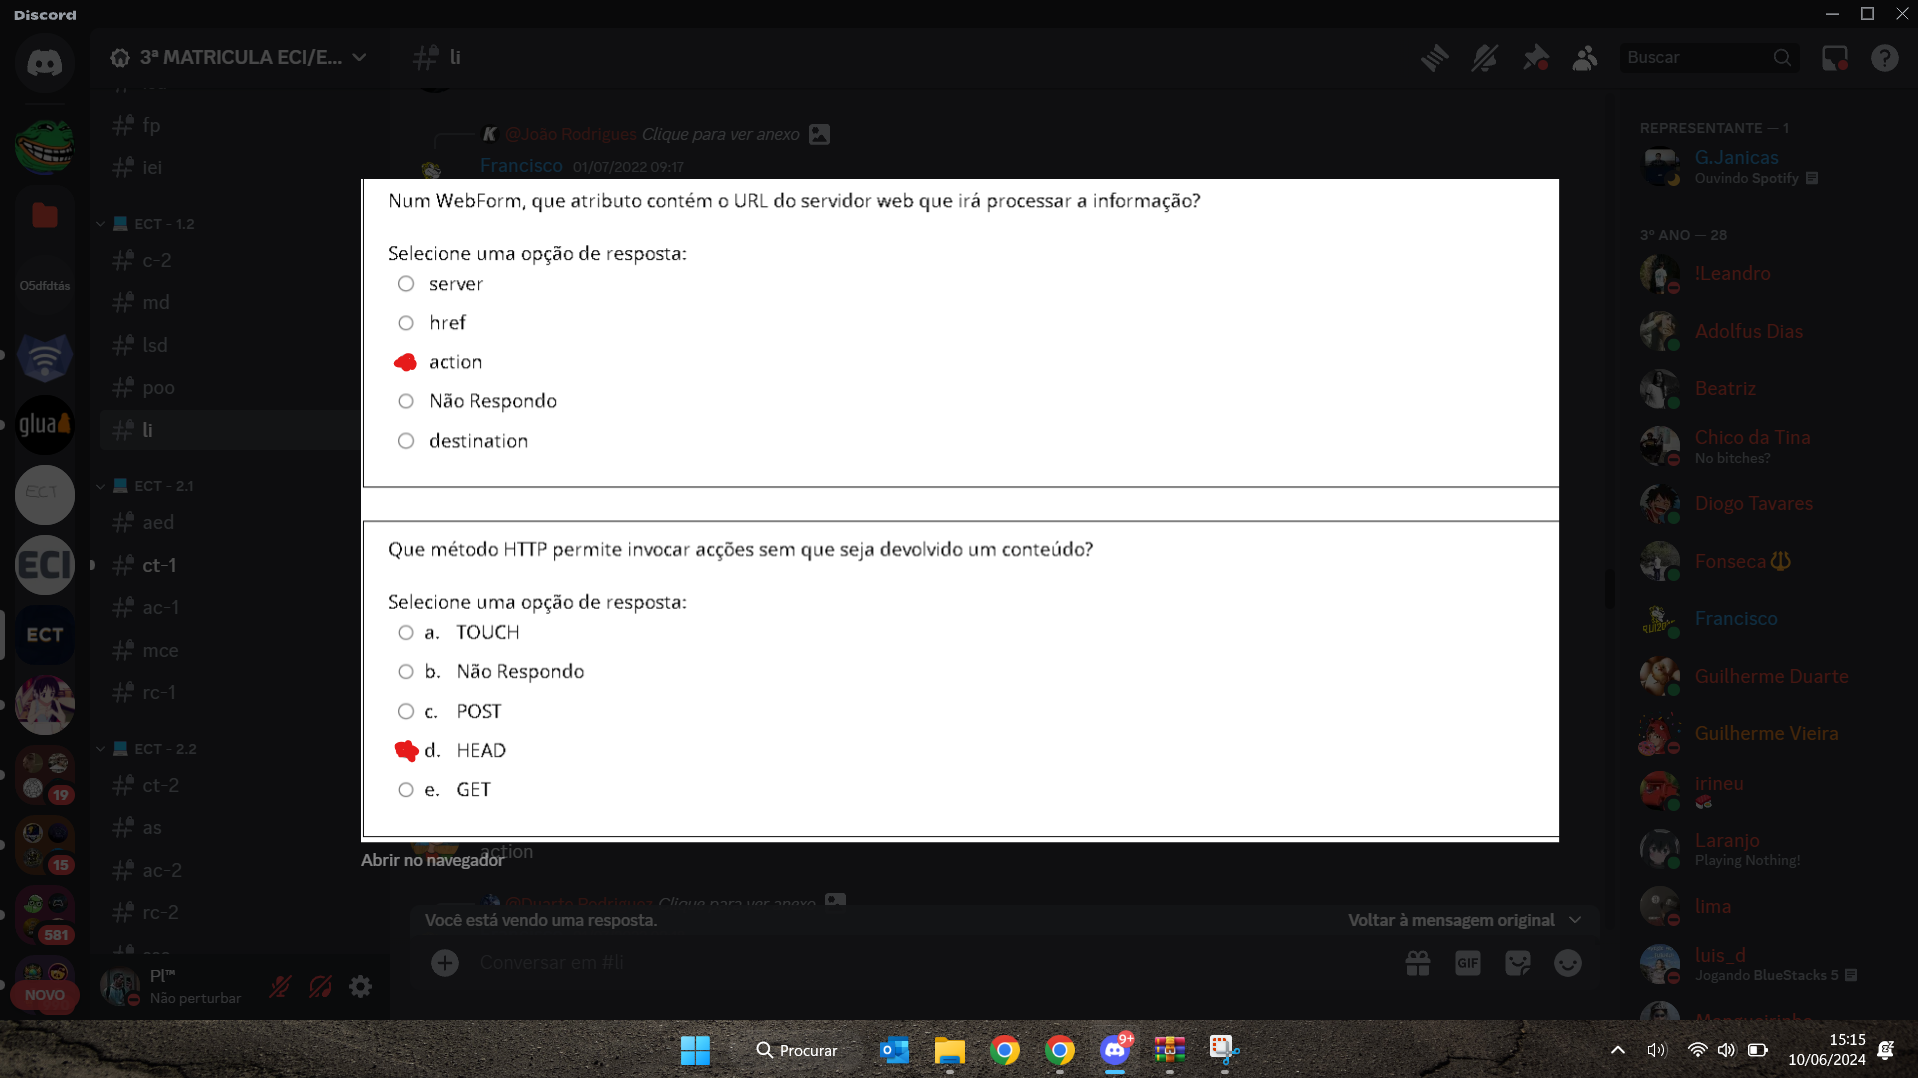 Discord
3ª MATRICULA ECI/E...
li
Buscar
fp
iei
ECT - 1.2
c-2
md
lsd
poo
li
ECT - 2.1
aed
ct-1
ac-1
mce
rc-1
ECT - 2.2
ct-2
as
ac-2
rc-2
05dfdtás
glua
ECT
ECI
ECT
19
15
581
NOVO
Pl™
Não perturbar
@João Rodrigues Clique para ver anexo
Francisco 01/07/2022 09:17
Num WebForm, que atributo contém o URL do servidor web que irá processar a informação?
Selecione uma opção de resposta:
server
href
action
Não Respondo
destination
Que método HTTP permite invocar acções sem que seja devolvido um conteúdo?
Selecione uma opção de resposta:
a. TOUCH
b. Não Respondo
c. POST
d. HEAD
e. GET
action
Abrir no navegador
@Duarte Rodriguez Clique para ver anexo
Você está vendo uma resposta.
Voltar à mensagem original
Conversar em #li
GIF
REPRESENTANTE — 1
G.Janicas
Ouvindo Spotify
3º ANO — 28
!Leandro
Adolfus Dias
Beatriz
Chico da Tina
No bitches?
Diogo Tavares
Fonseca
Francisco
Guilherme Duarte
Guilherme Vieira
irineu
Laranjo
Playing Nothing!
lima
luis_d
Jogando BlueStacks 5
Procurar
9+
15:15
10/06/2024